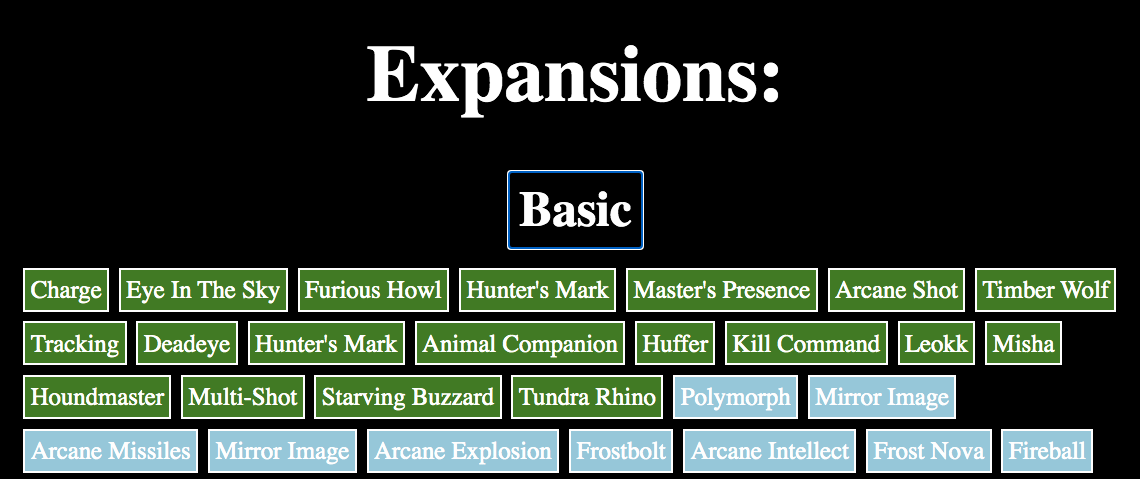 Expansions:
Basic
Charge Eye In The Sky Furious Howl Hunter's Mark Master's Presence Arcane Shot Timber Wolf
Tracking Deadeye Hunter's Mark Animal Companion Huffer Kill Command Leokk Misha
Houndmaster Multi-Shot Starving Buzzard Tundra Rhino Polymorph Mirror Image
Arcane Missiles Mirror Image Arcane Explosion Frostbolt Arcane Intellect Frost Nova Fireball